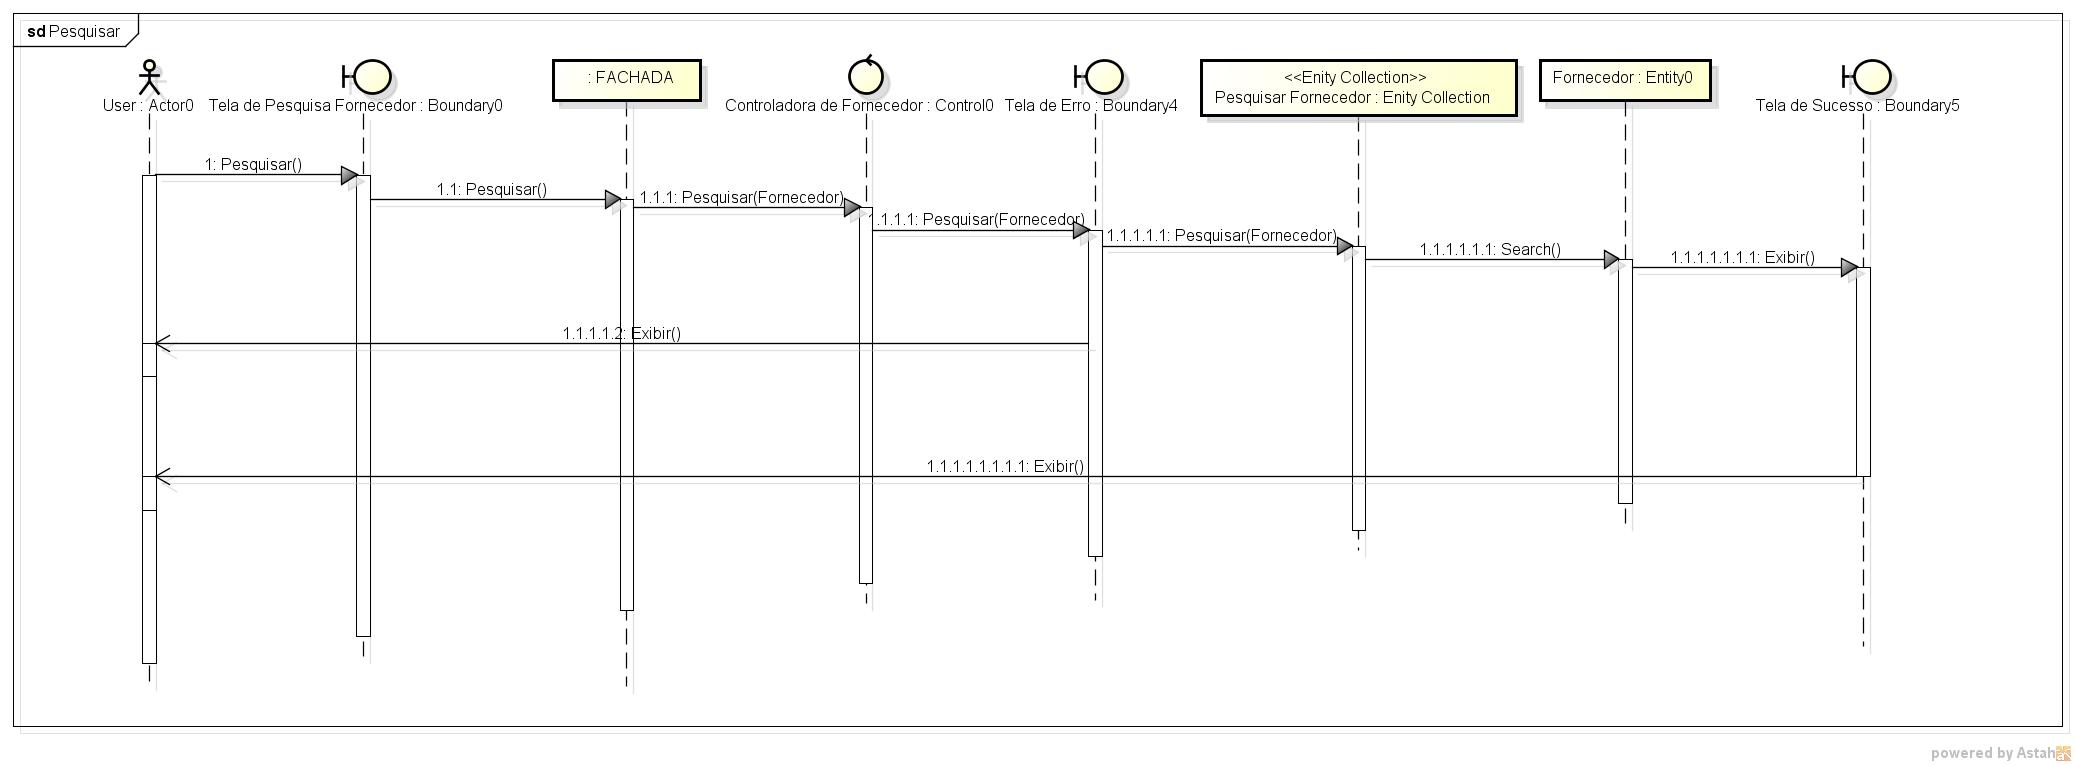 sd Pesquisar
User : Actor0
Tela de Pesquisa Fornecedor : Boundary0
: FACHADA
Controladora de Fornecedor : Control0
Tela de Erro : Boundary4
<<Enity Collection>>
Pesquisar Fornecedor : Enity Collection
Fornecedor : Entity0
Tela de Sucesso : Boundary5
1: Pesquisar()
1.1: Pesquisar()
1.1.1: Pesquisar(Fornecedor)
1.1.1.1: Pesquisar(Fornecedor)
1.1.1.1.1: Pesquisar(Fornecedor)
1.1.1.1.1.1: Search()
1.1.1.1.1.1.1: Exibir()
1.1.1.1.2: Exibir()
1.1.1.1.1.1.1.1: Exibir()
powered by Astah